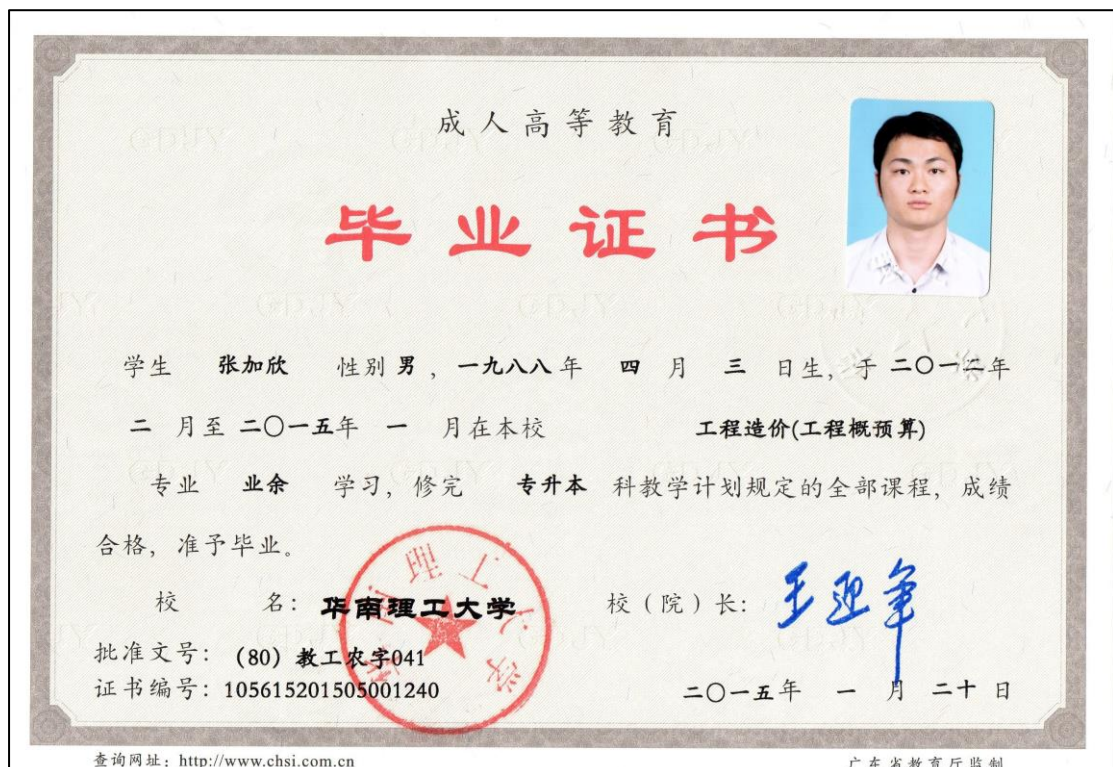 成人高等教育
毕业证书
学生 张加欣 性别 男，一九八八年 四 月 三 日生，于 二〇一二年
二 月至 二〇一五年 一 月在本校 工程造价(工程概预算)
专业 业余 学习，修完 专升本 科教学计划规定的全部课程，成绩
合格，准予毕业。
校 名：华南理工大学 校（院）长：王迎军
批准文号：（80）教工农字041
证书编号：105615201505001240 二〇一五年 一 月 二十 日
华南理工大学
查询网址：http://www.chsi.com.cn 广东省教育厅监制